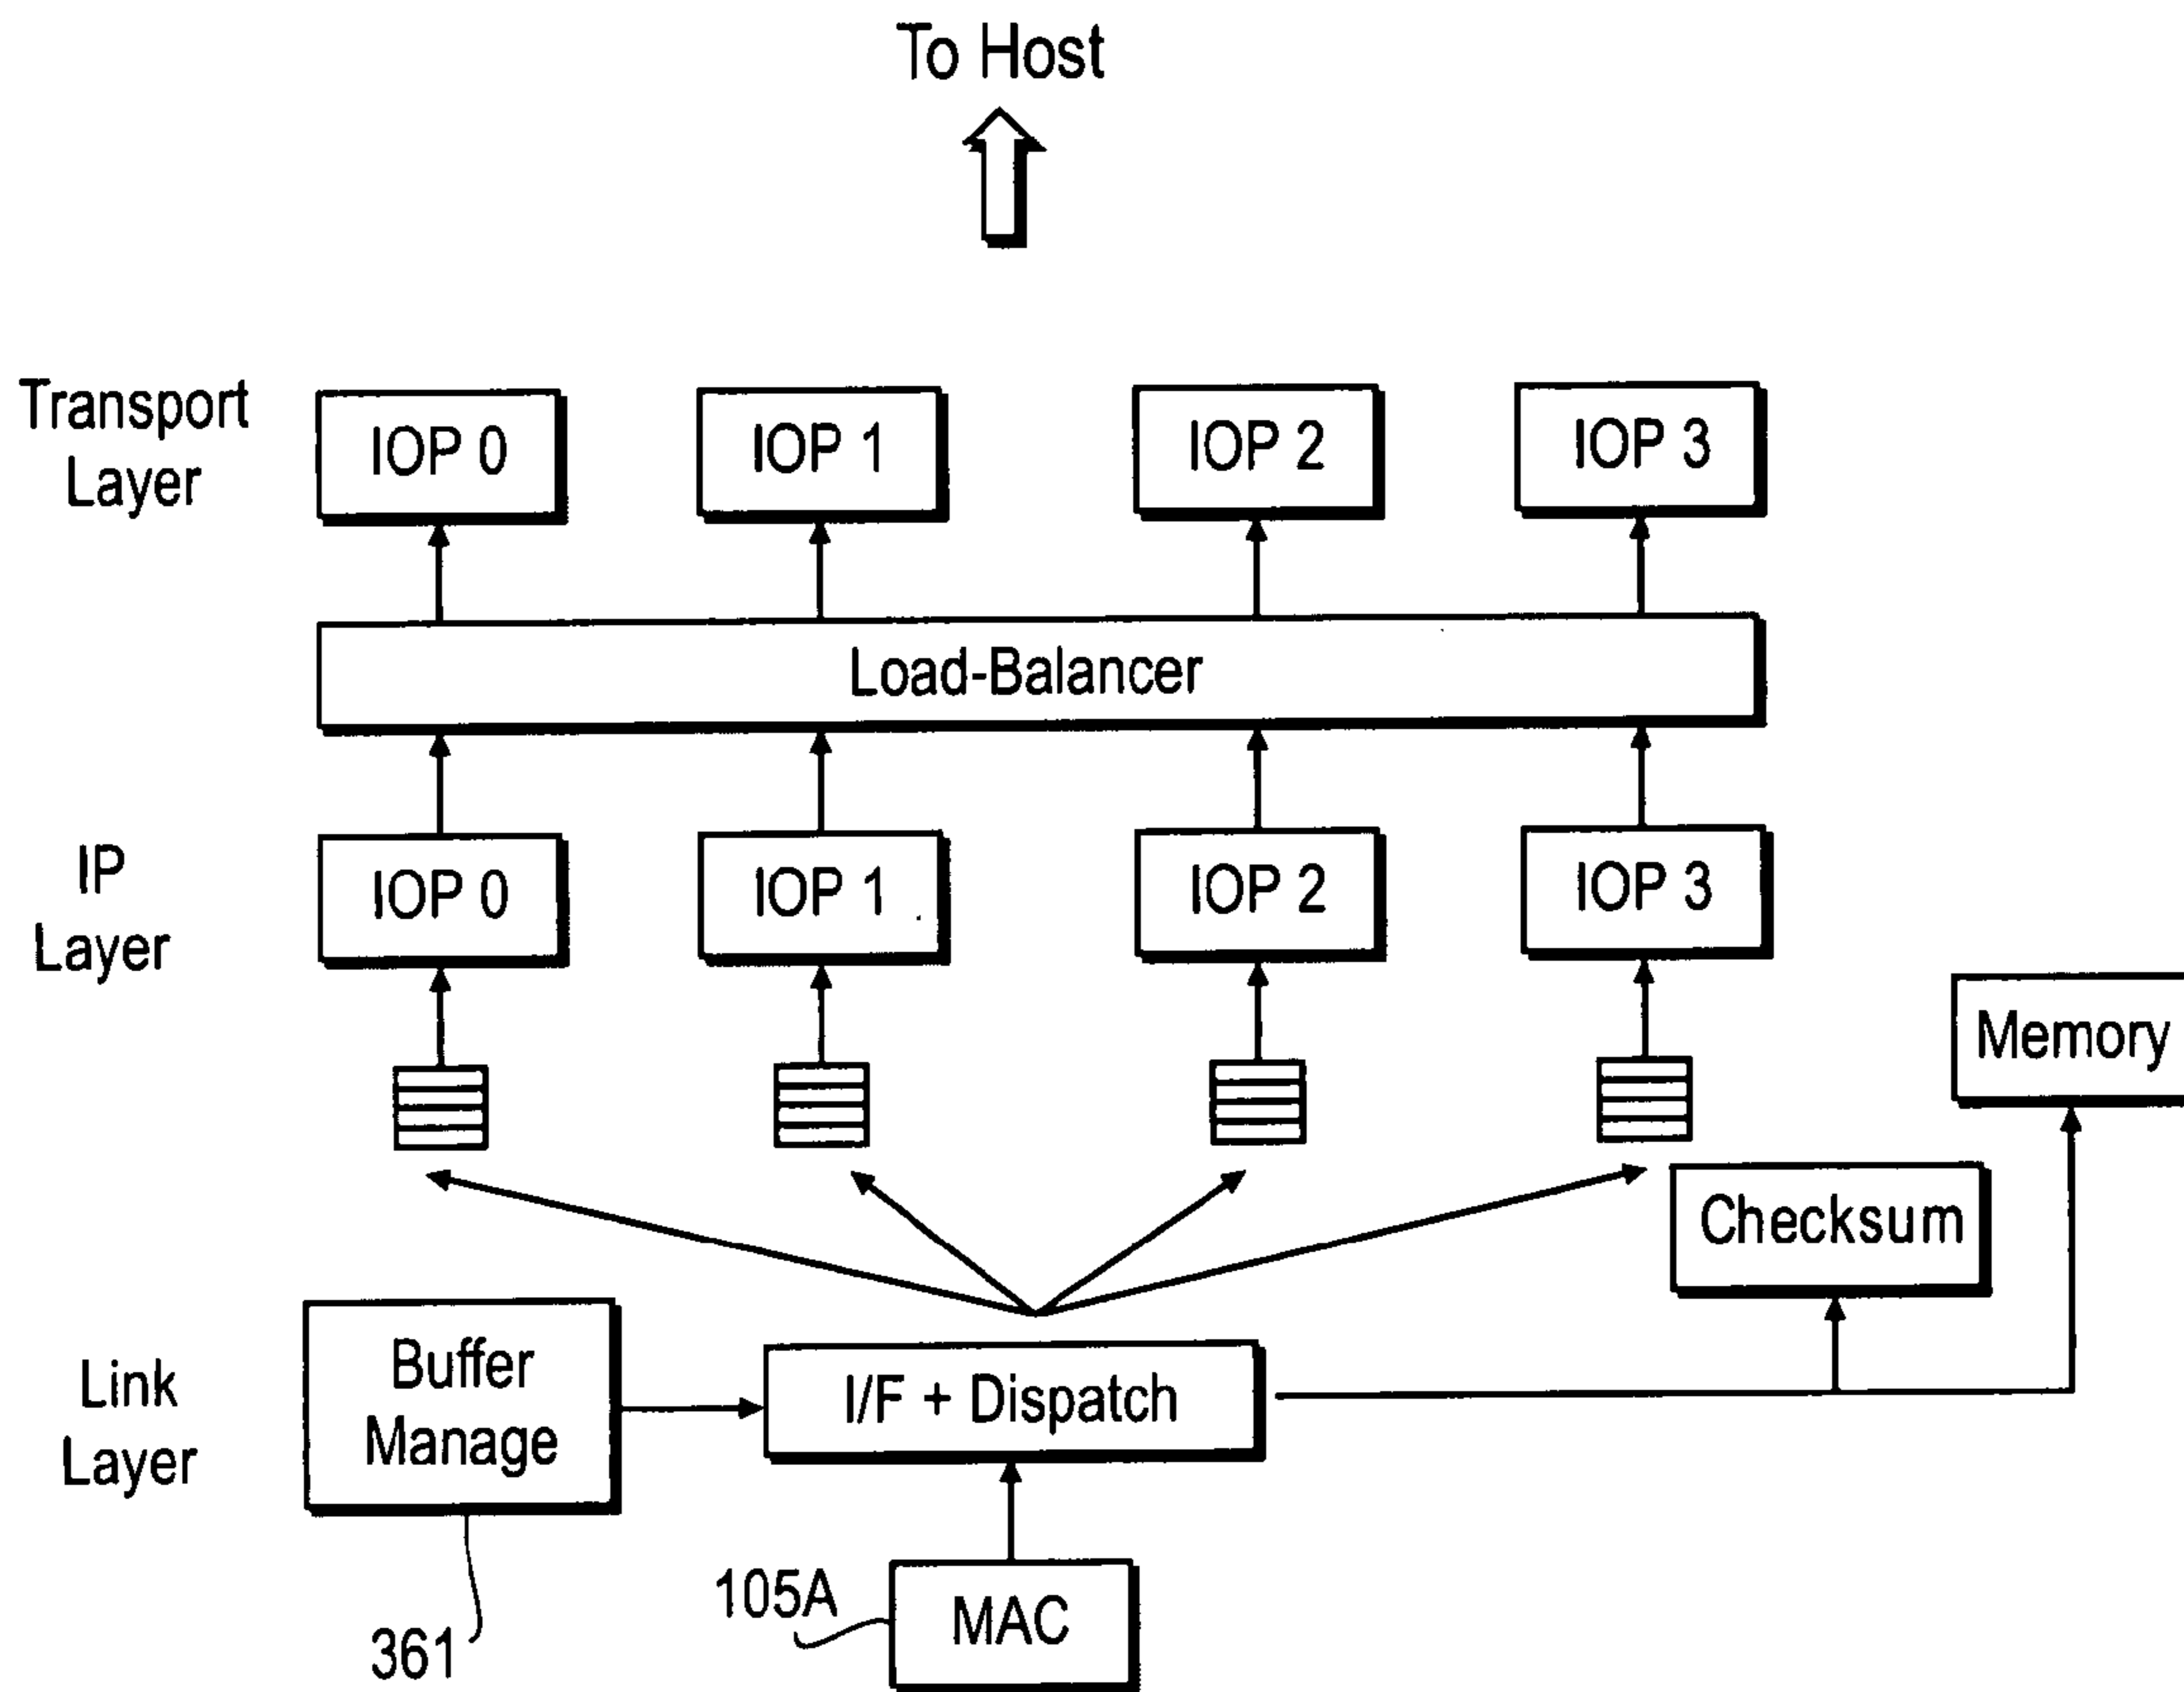 To Host
Transport
Layer
IOP 0
IOP 1
IOP 2
IOP 3
Load-Balancer
IP
Layer
IOP 0
IOP 1
IOP 2
IOP 3
Memory
Checksum
Link
Layer
Buffer
Manage
I/F + Dispatch
105A
MAC
361